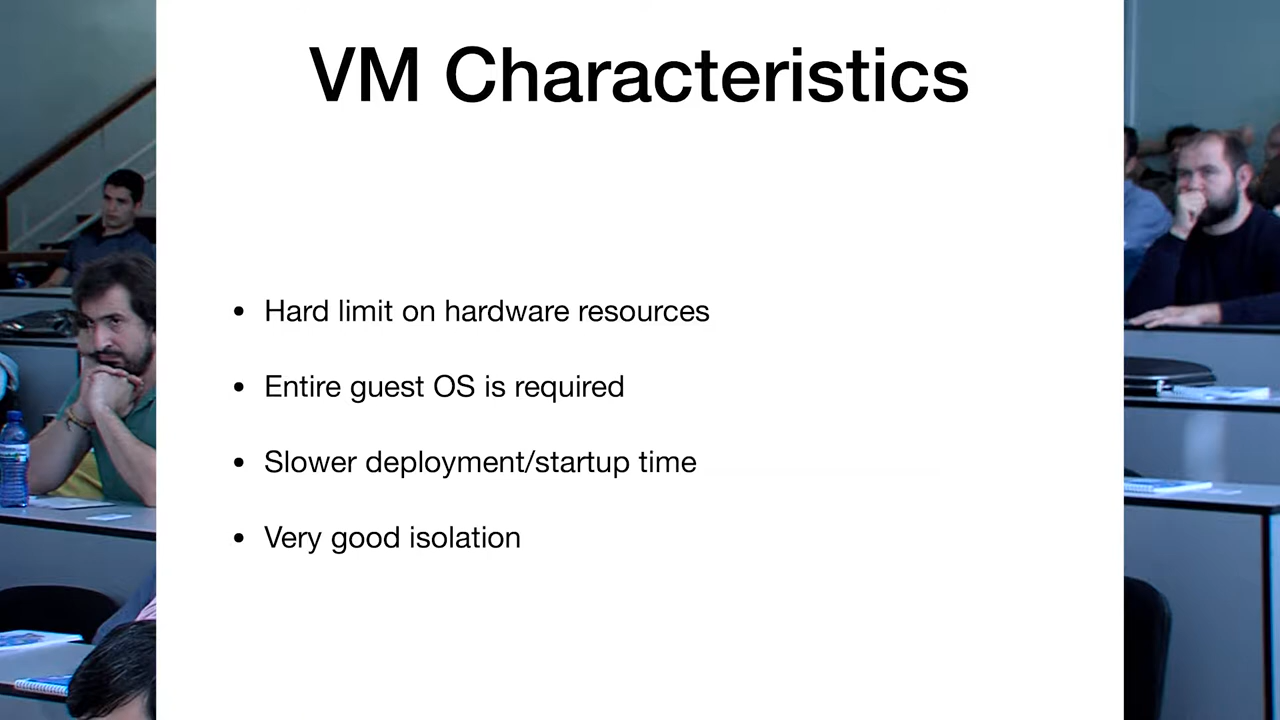 VM Characteristics
• Hard limit on hardware resources
• Entire guest OS is required
• Slower deployment/startup time
• Very good isolation